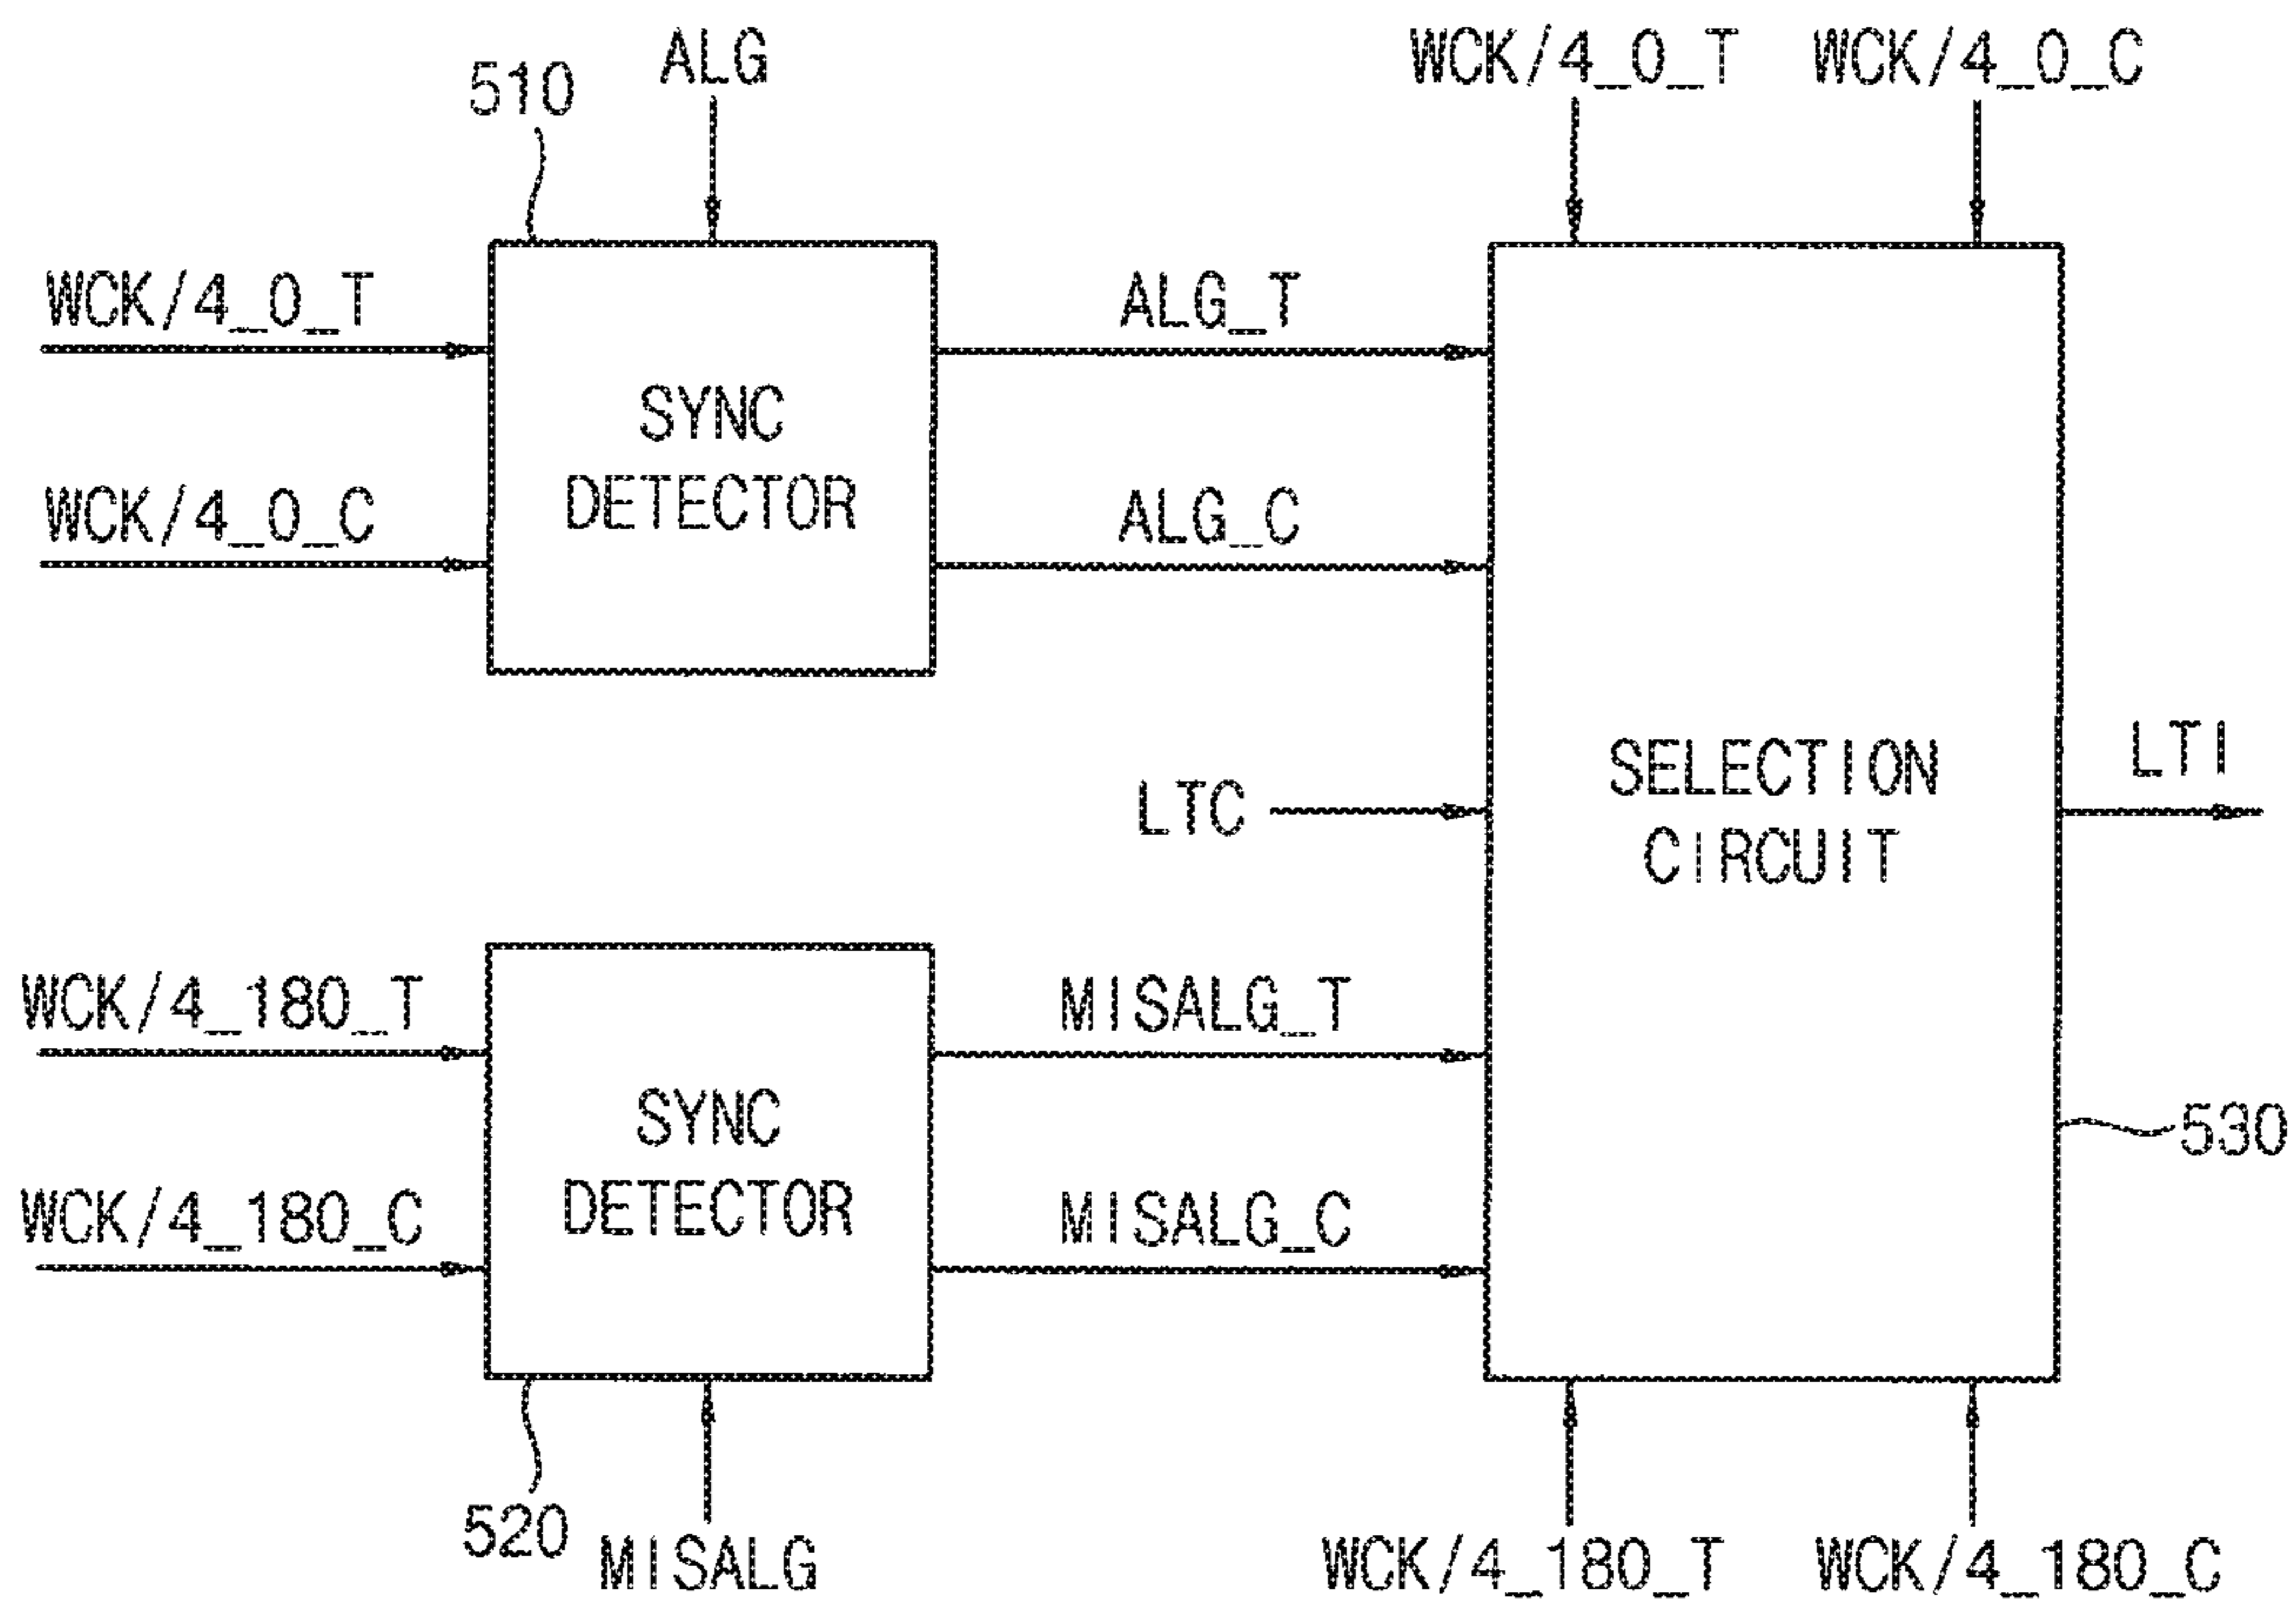 ALG
WCK/4_0_T WCK/4_0_C
510
WCK/4_0_T
ALG_T
SYNC
DETECTOR
WCK/4_0_C
ALG_C
LTC
SELECTION
CIRCUIT
LTI
WCK/4_180_T
MISALG_T
SYNC
DETECTOR
WCK/4_180_C
MISALG_C
530
520
MISALG
WCK/4_180_T WCK/4_180_C